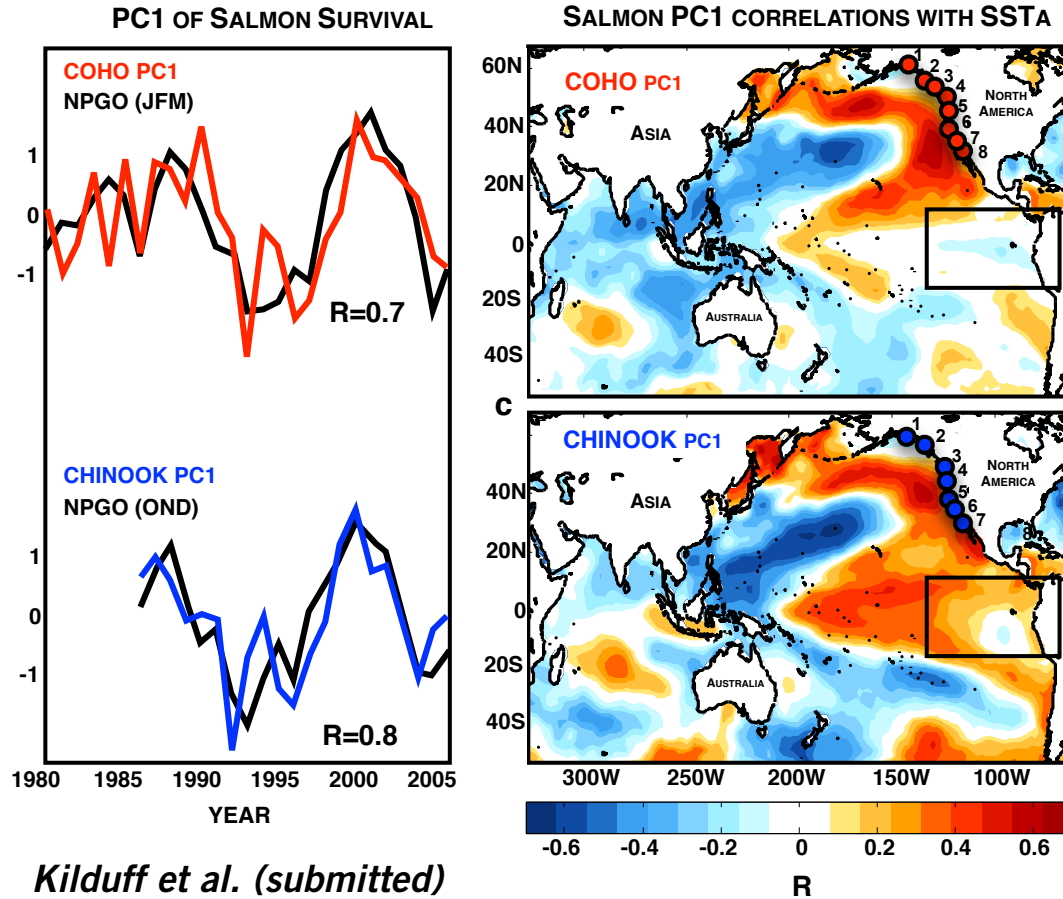 PC1 OF SALMON SURVIVAL
COHO PC1
NPGO (JFM)
1
0
-1
R=0.7
CHINOOK PC1
NPGO (OND)
1
0
-1
R=0.8
1980 1985 1990 1995 2000 2005
YEAR
Kilduff et al. (submitted)
SALMON PC1 CORRELATIONS WITH SSTA
60N
40N
20N
0
20S
40S
COHO PC1
ASIA
NORTH
AMERICA
AUSTRALIA
1
2
3
4
5
6
7
8
C
40N
20N
0
20S
40S
CHINOOK PC1
ASIA
NORTH
AMERICA
AUSTRALIA
1
2
3
4
5
6
7
8
300W 250W 200W 150W 100W
-0.6 -0.4 -0.2 0 0.2 0.4 0.6
R